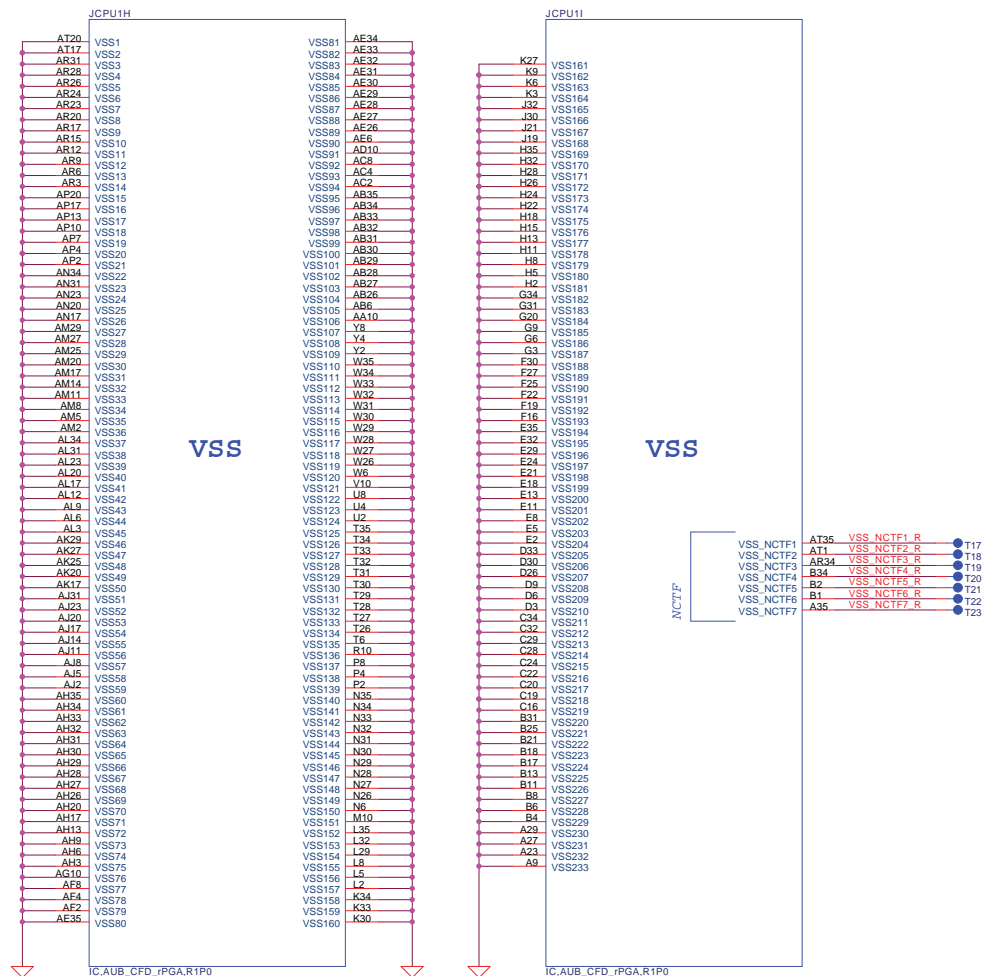 JCPU1H
AT20 VSS1
AT17 VSS2
AR31 VSS3
AR28 VSS4
AR26 VSS5
AR24 VSS6
AR23 VSS7
AR20 VSS8
AR17 VSS9
AR15 VSS10
AR12 VSS11
AR9 VSS12
AR6 VSS13
AR3 VSS14
AP20 VSS15
AP17 VSS16
AP13 VSS17
AP10 VSS18
AP7 VSS19
AP4 VSS20
AP2 VSS21
AN34 VSS22
AN31 VSS23
AN23 VSS24
AN20 VSS25
AN17 VSS26
AM29 VSS27
AM27 VSS28
AM25 VSS29
AM20 VSS30
AM17 VSS31
AM14 VSS32
AM11 VSS33
AM8 VSS34
AM5 VSS35
AM2 VSS36
AL34 VSS37
AL31 VSS38
AL23 VSS39
AL20 VSS40
AL17 VSS41
AL12 VSS42
AL9 VSS43
AL6 VSS44
AL3 VSS45
AK29 VSS46
AK27 VSS47
AK25 VSS48
AK20 VSS49
AK17 VSS50
AJ31 VSS51
AJ23 VSS52
AJ20 VSS53
AJ17 VSS54
AJ14 VSS55
AJ11 VSS56
AJ8 VSS57
AJ5 VSS58
AJ2 VSS59
AH35 VSS60
AH34 VSS61
AH33 VSS62
AH32 VSS63
AH31 VSS64
AH30 VSS65
AH29 VSS66
AH28 VSS67
AH27 VSS68
AH26 VSS69
AH20 VSS70
AH17 VSS71
AH13 VSS72
AH9 VSS73
AH6 VSS74
AH3 VSS75
AG10 VSS76
AF8 VSS77
AF4 VSS78
AF2 VSS79
AE35 VSS80
VSS
VSS81 AE34
VSS82 AE33
VSS83 AE32
VSS84 AE31
VSS85 AE30
VSS86 AE29
VSS87 AE28
VSS88 AE27
VSS89 AE26
VSS90 AE6
VSS91 AD10
VSS92 AC8
VSS93 AC4
VSS94 AC2
VSS95 AB35
VSS96 AB34
VSS97 AB33
VSS98 AB32
VSS99 AB31
VSS100 AB30
VSS101 AB29
VSS102 AB28
VSS103 AB27
VSS104 AB26
VSS105 AB6
VSS106 AA10
VSS107 Y8
VSS108 Y4
VSS109 Y2
VSS110 W35
VSS111 W34
VSS112 W33
VSS113 W32
VSS114 W31
VSS115 W30
VSS116 W29
VSS117 W28
VSS118 W27
VSS119 W26
VSS120 W6
VSS121 V10
VSS122 U8
VSS123 U4
VSS124 U2
VSS125 T35
VSS126 T34
VSS127 T33
VSS128 T32
VSS129 T31
VSS130 T30
VSS131 T29
VSS132 T28
VSS133 T27
VSS134 T26
VSS135 T6
VSS136 R10
VSS137 P8
VSS138 P4
VSS139 P2
VSS140 N35
VSS141 N34
VSS142 N33
VSS143 N32
VSS144 N31
VSS145 N30
VSS146 N29
VSS147 N28
VSS148 N27
VSS149 N26
VSS150 N6
VSS151 M10
VSS152 L35
VSS153 L32
VSS154 L29
VSS155 L8
VSS156 L5
VSS157 L2
VSS158 K34
VSS159 K33
VSS160 K30
IC,AUB_CFD_rPGA,R1P0
JCPU1I
K27 VSS161
K9 VSS162
K6 VSS163
K3 VSS164
J32 VSS165
J30 VSS166
J21 VSS167
J19 VSS168
H35 VSS169
H32 VSS170
H28 VSS171
H26 VSS172
H24 VSS173
H22 VSS174
H18 VSS175
H15 VSS176
H13 VSS177
H11 VSS178
H8 VSS179
H5 VSS180
H2 VSS181
G34 VSS182
G31 VSS183
G20 VSS184
G9 VSS185
G6 VSS186
G3 VSS187
F30 VSS188
F27 VSS189
F25 VSS190
F22 VSS191
F19 VSS192
F16 VSS193
E35 VSS194
E32 VSS195
E29 VSS196
E24 VSS197
E21 VSS198
E18 VSS199
E13 VSS200
E11 VSS201
E8 VSS202
E5 VSS203
E2 VSS204
D33 VSS205
D30 VSS206
D26 VSS207
D9 VSS208
D6 VSS209
D3 VSS210
C34 VSS211
C32 VSS212
C29 VSS213
C28 VSS214
C24 VSS215
C22 VSS216
C20 VSS217
C19 VSS218
C16 VSS219
B31 VSS220
B25 VSS221
B21 VSS222
B18 VSS223
B17 VSS224
B13 VSS225
B11 VSS226
B8 VSS227
B6 VSS228
B4 VSS229
A29 VSS230
A27 VSS231
A23 VSS232
A9 VSS233
VSS
NCTF
VSS_NCTF1 AT35 VSS_NCTF1_R T17
VSS_NCTF2 AT1 VSS_NCTF2_R T18
VSS_NCTF3 AR34 VSS_NCTF3_R T19
VSS_NCTF4 B34 VSS_NCTF4_R T20
VSS_NCTF5 B2 VSS_NCTF5_R T21
VSS_NCTF6 B1 VSS_NCTF6_R T22
VSS_NCTF7 A35 VSS_NCTF7_R T23
IC,AUB_CFD_rPGA,R1P0